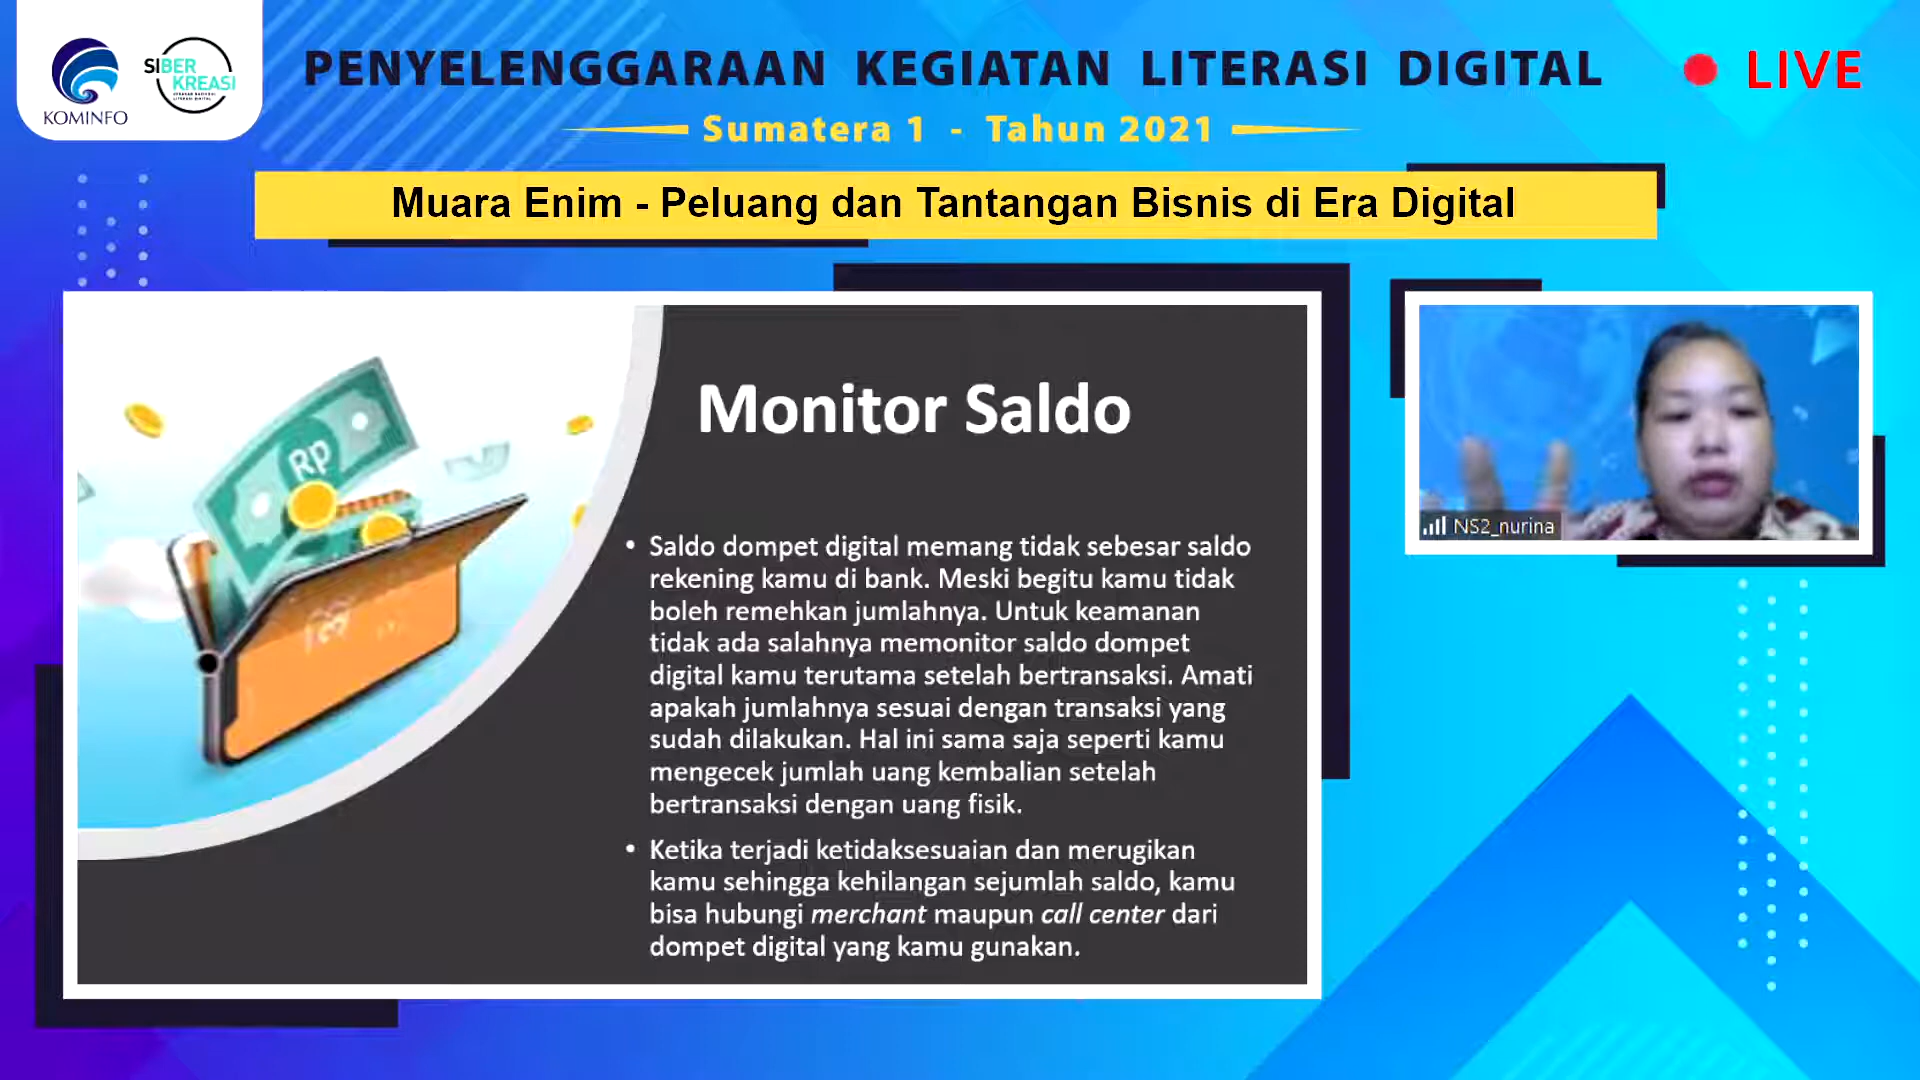 KOMINFO
SIBER
KREASI
PENYELENGGARAAN KEGIATAN LITERASI DIGITAL
LIVE
Sumatera 1 - Tahun 2021
Muara Enim - Peluang dan Tantangan Bisnis di Era Digital
Rp
Monitor Saldo
• Saldo dompet digital memang tidak sebesar saldo
rekening kamu di bank. Meski begitu kamu tidak
boleh remehkan jumlahnya. Untuk keamanan
tidak ada salahnya memonitor saldo dompet
digital kamu terutama setelah bertransaksi. Amati
apakah jumlahnya sesuai dengan transaksi yang
sudah dilakukan. Hal ini sama saja seperti kamu
mengecek jumlah uang kembalian setelah
bertransaksi dengan uang fisik.
• Ketika terjadi ketidaksesuaian dan merugikan
kamu sehingga kehilangan sejumlah saldo, kamu
bisa hubungi merchant maupun call center dari
dompet digital yang kamu gunakan.
NS2_nurina